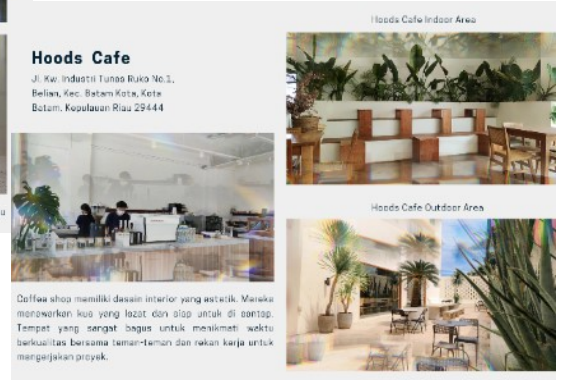 Hoods Cafe
Jl. Kw. Industri Tunas Ruko No.1,
Belian, Kec. Batam Kota, Kota
Batam, Kepulauan Riau 29444
Coffee shop memiliki desain interior yang astetik. Mereka
menawarkan kue yang lezat dan siap untuk di santap.
Tempat yang sangat bagus untuk menikmati waktu
berkualitas bersama teman-teman dan rekan kerja untuk
mengerjakan proyek.
Hoods Cafe Indoor Area
Hoods Cafe Outdoor Area